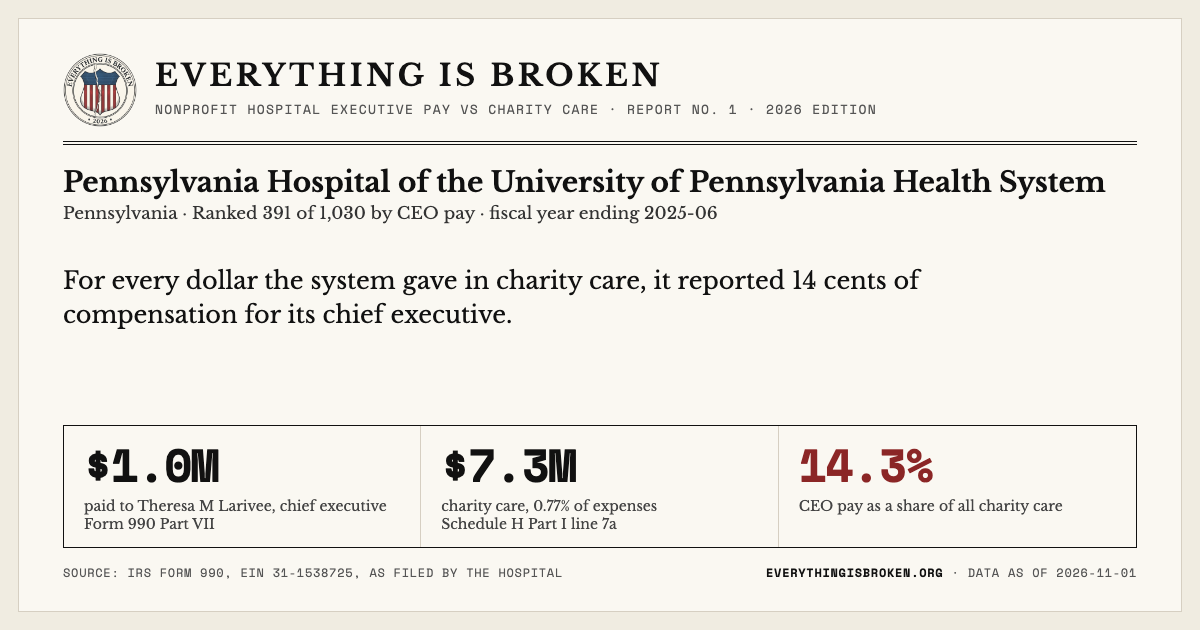 EVERYTHING IS BROKEN
· 2026 ·
EVERYTHING IS BROKEN
NONPROFIT HOSPITAL EXECUTIVE PAY VS CHARITY CARE · REPORT NO. 1 · 2026 EDITION
Pennsylvania Hospital of the University of Pennsylvania Health System
Pennsylvania · Ranked 391 of 1,030 by CEO pay · fiscal year ending 2025-06
For every dollar the system gave in charity care, it reported 14 cents of
compensation for its chief executive.
$1.0M
paid to Theresa M Larivee, chief executive
Form 990 Part VII
$7.3M
charity care, 0.77% of expenses
Schedule H Part I line 7a
14.3%
CEO pay as a share of all charity care
SOURCE: IRS FORM 990, EIN 31-1538725, AS FILED BY THE HOSPITAL
EVERYTHINGISBROKEN.ORG · DATA AS OF 2026-11-01